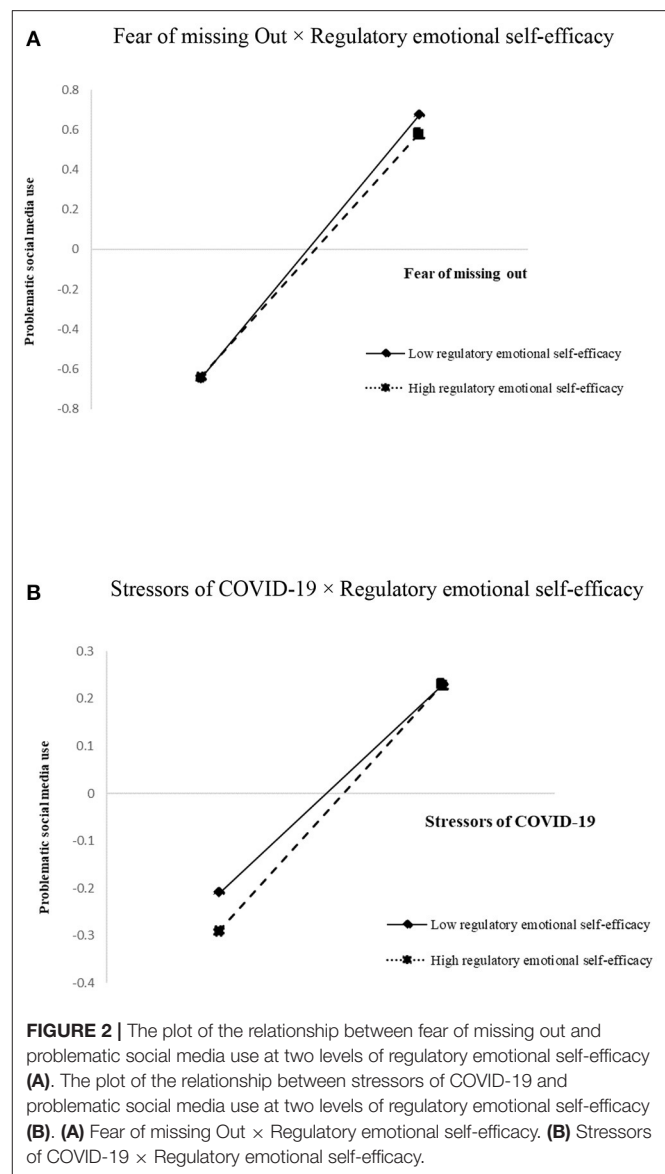 A
Fear of missing Out × Regulatory emotional self-efficacy
0.8
0.6
0.4
0.2
0
-0.2
-0.4
-0.6
-0.8
Problematic social media use
Fear of missing out
Low regulatory emotional self-efficacy
High regulatory emotional self-efficacy
B
Stressors of COVID-19 × Regulatory emotional self-efficacy
0.3
0.2
0.1
0
-0.1
-0.2
-0.3
-0.4
Problematic social media use
Stressors of COVID-19
Low regulatory emotional self-efficacy
High regulatory emotional self-efficacy
FIGURE 2 | The plot of the relationship between fear of missing out and
problematic social media use at two levels of regulatory emotional self-efficacy
(A). The plot of the relationship between stressors of COVID-19 and
problematic social media use at two levels of regulatory emotional self-efficacy
(B). (A) Fear of missing Out × Regulatory emotional self-efficacy. (B) Stressors
of COVID-19 × Regulatory emotional self-efficacy.